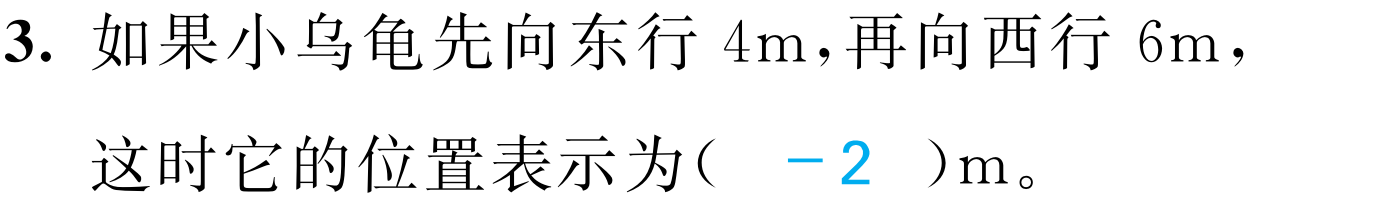 3. 如果小乌龟先向东行 4m,再向西行 6m,
这时它的位置表示为( －2 )m。